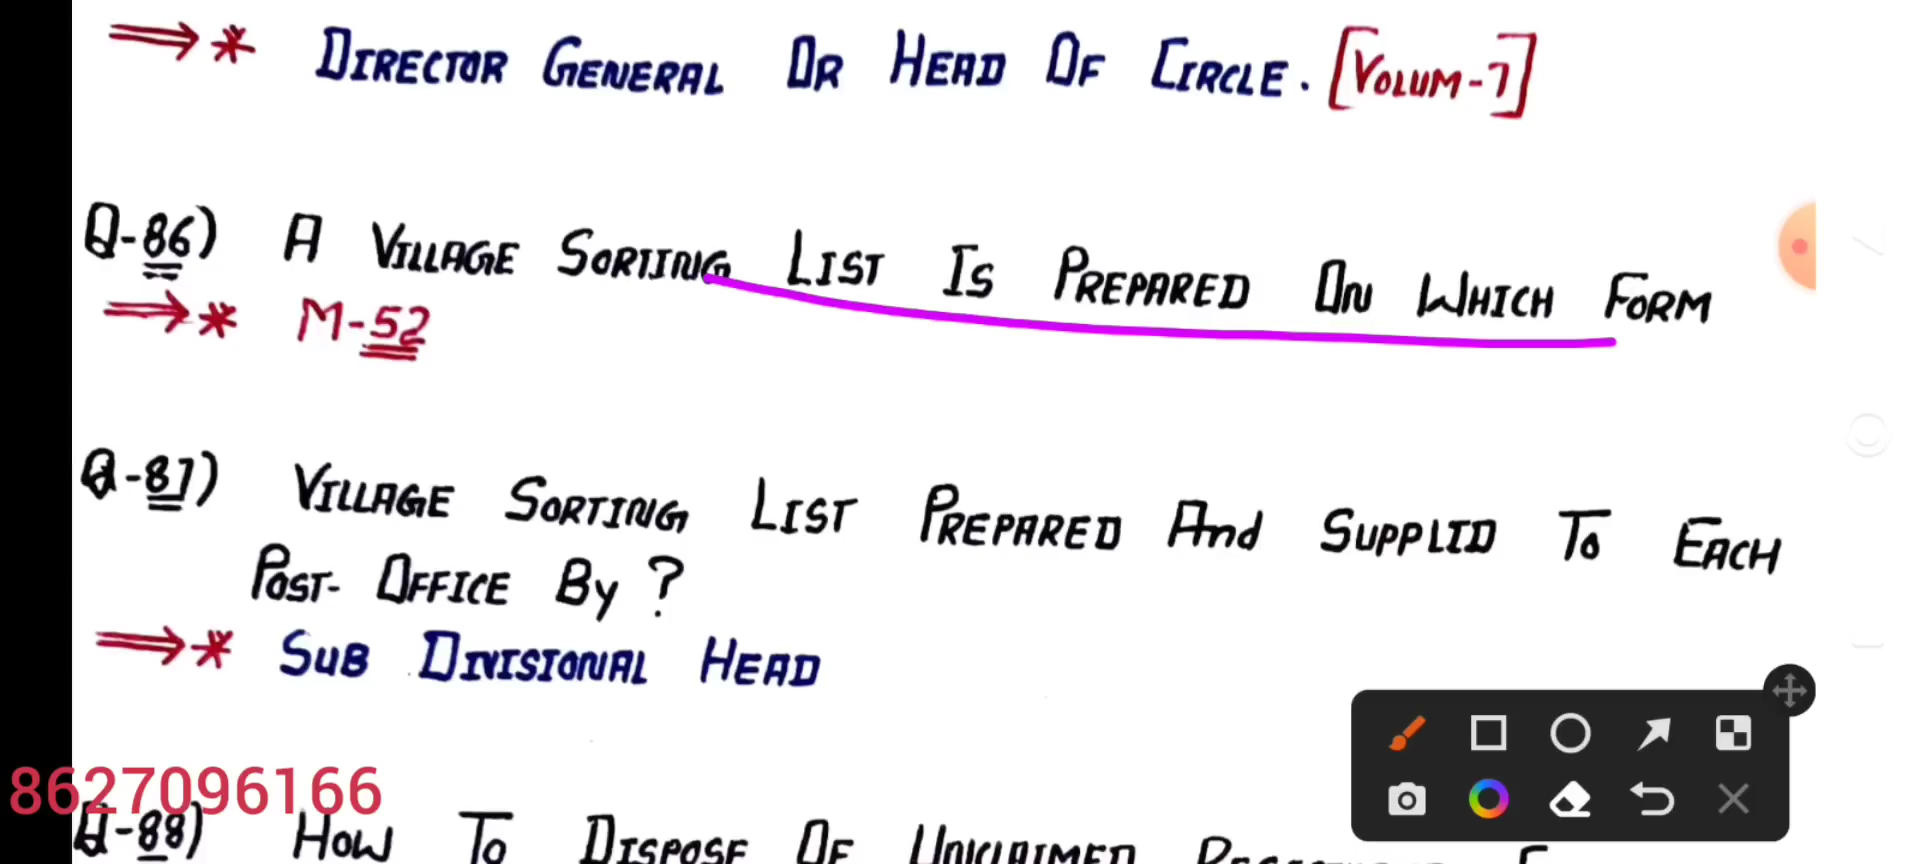 ⇒* DIRECTOR GENERAL OR HEAD OF CIRCLE. [VOLUM-7]
Q-86) A VILLAGE SORTING LIST IS PREPARED ON WHICH FORM
⇒* M-52
Q-87) VILLAGE SORTING LIST PREPARED And SUPPLID TO EACH
POST- OFFICE By ?
⇒* SUB DIVISIONAL HEAD
8627096166
Q-88) HOW TO DISPOSE OF UNCLAIMED